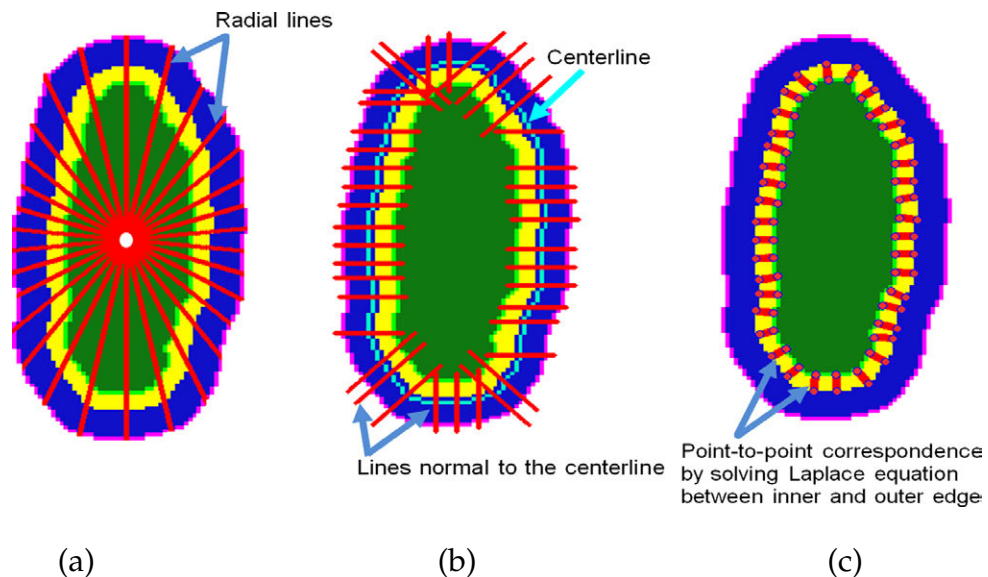 Radial lines
Centerline
Lines normal to the centerline
Point-to-point correspondence
by solving Laplace equation
between inner and outer edge
(a)
(b)
(c)